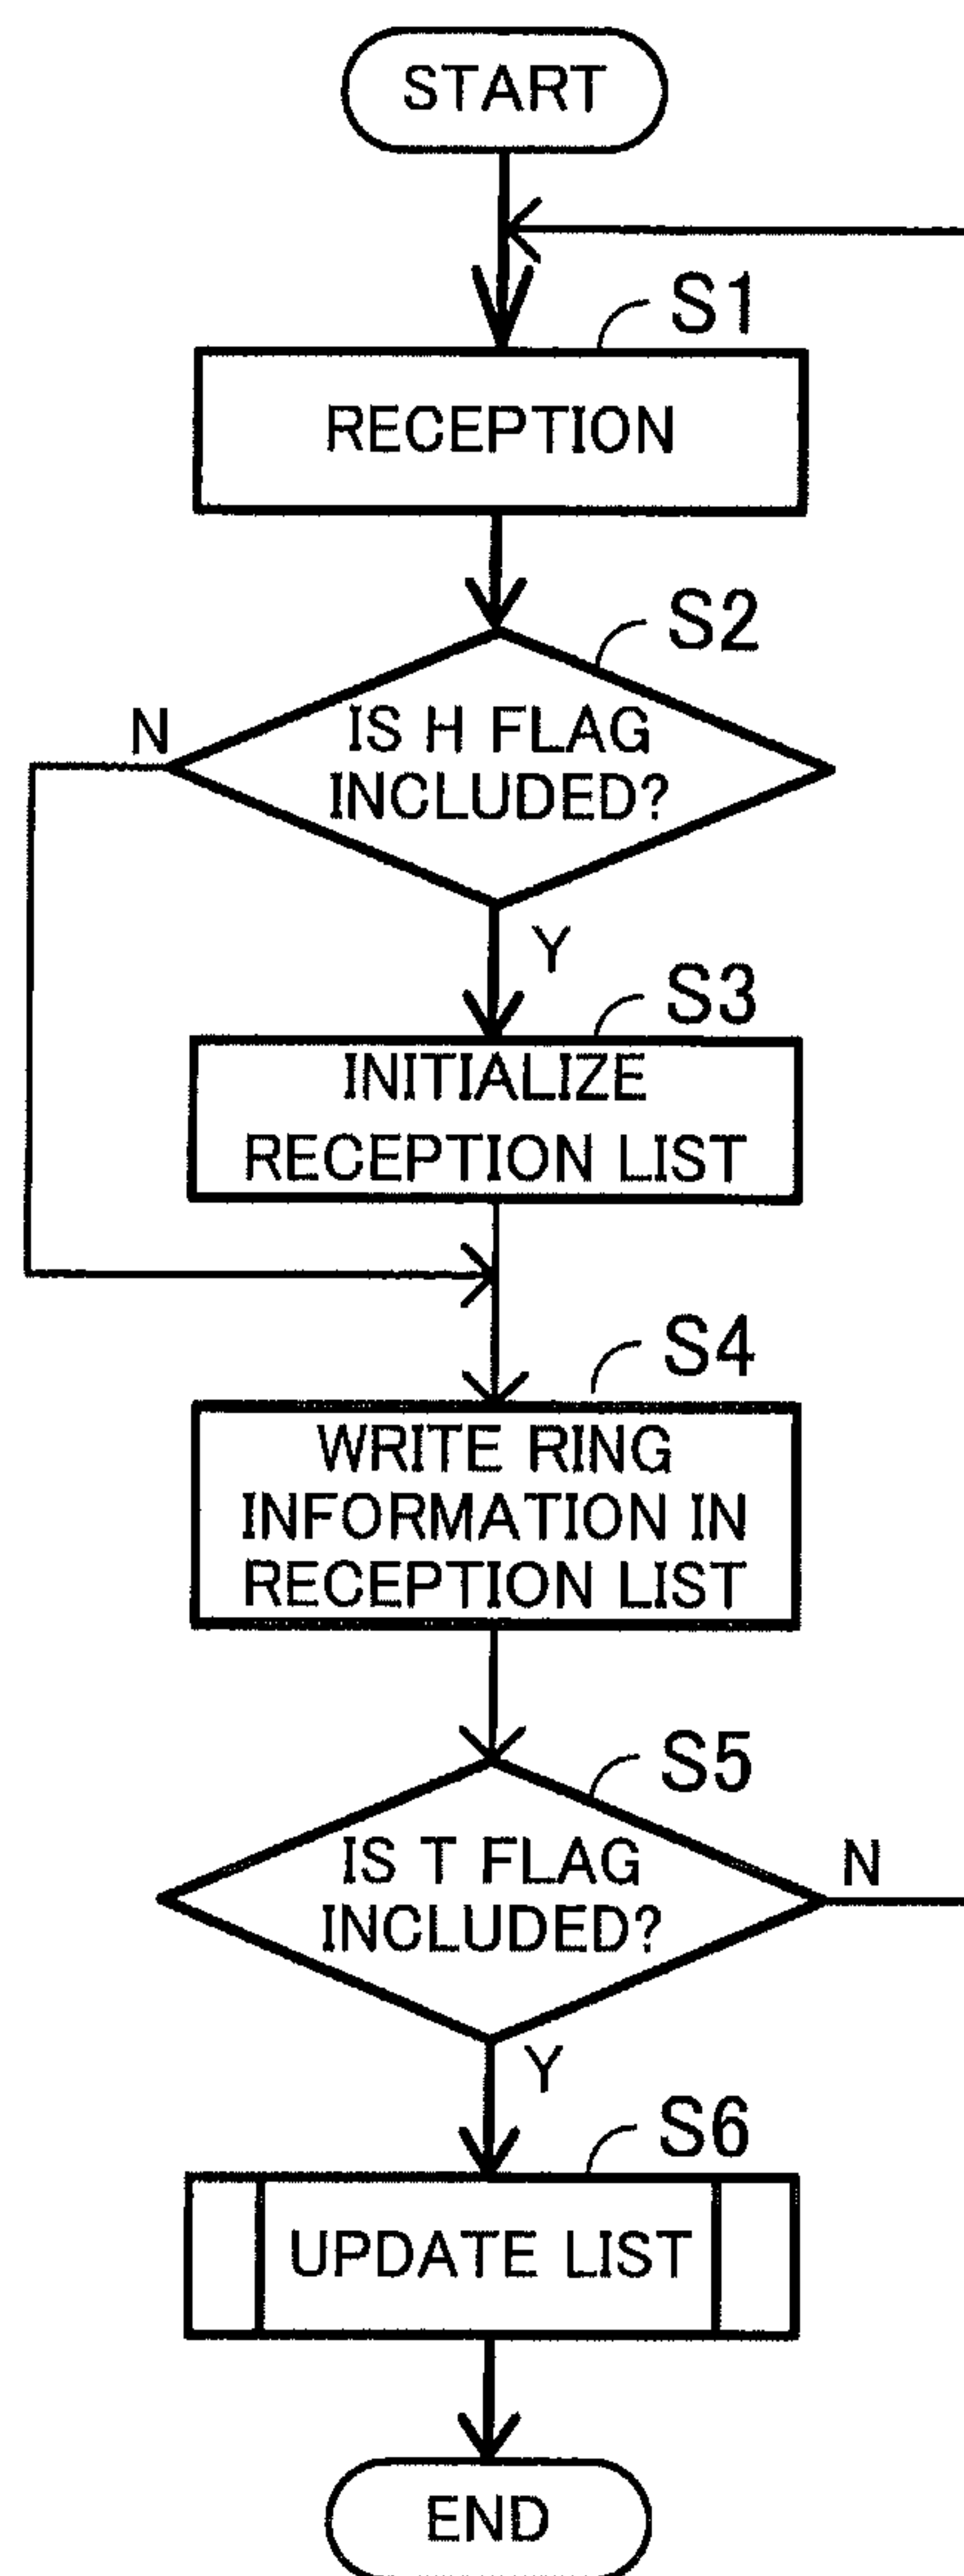 START
S1
RECEPTION
S2
N
IS H FLAG
INCLUDED?
Y
S3
INITIALIZE
RECEPTION LIST
S4
WRITE RING
INFORMATION IN
RECEPTION LIST
S5
IS T FLAG
INCLUDED?
N
Y
S6
UPDATE LIST
END